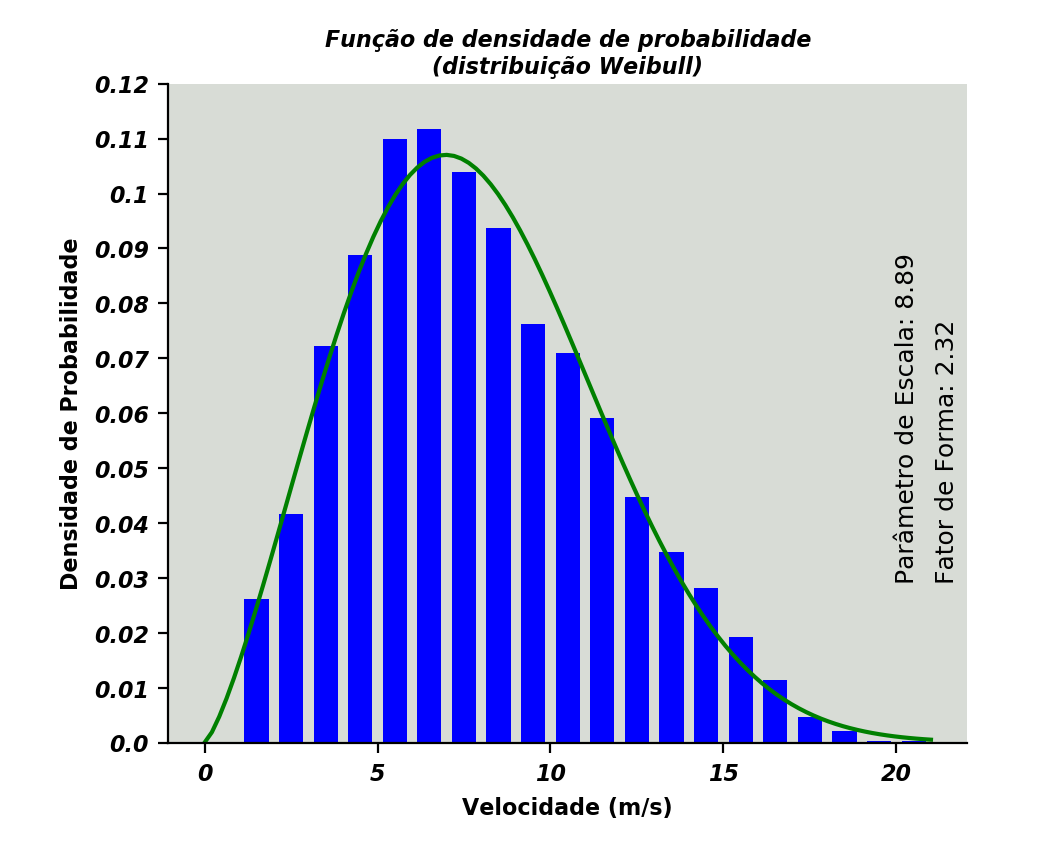 Função de densidade de probabilidade
(distribuição Weibull)
0.12
0.11
0.1
0.09
0.08
0.07
0.06
0.05
0.04
0.03
0.02
0.01
0.0
Densidade de Probabilidade
Parâmetro de Escala: 8.89
Fator de Forma: 2.32
0 5 10 15 20
Velocidade (m/s)